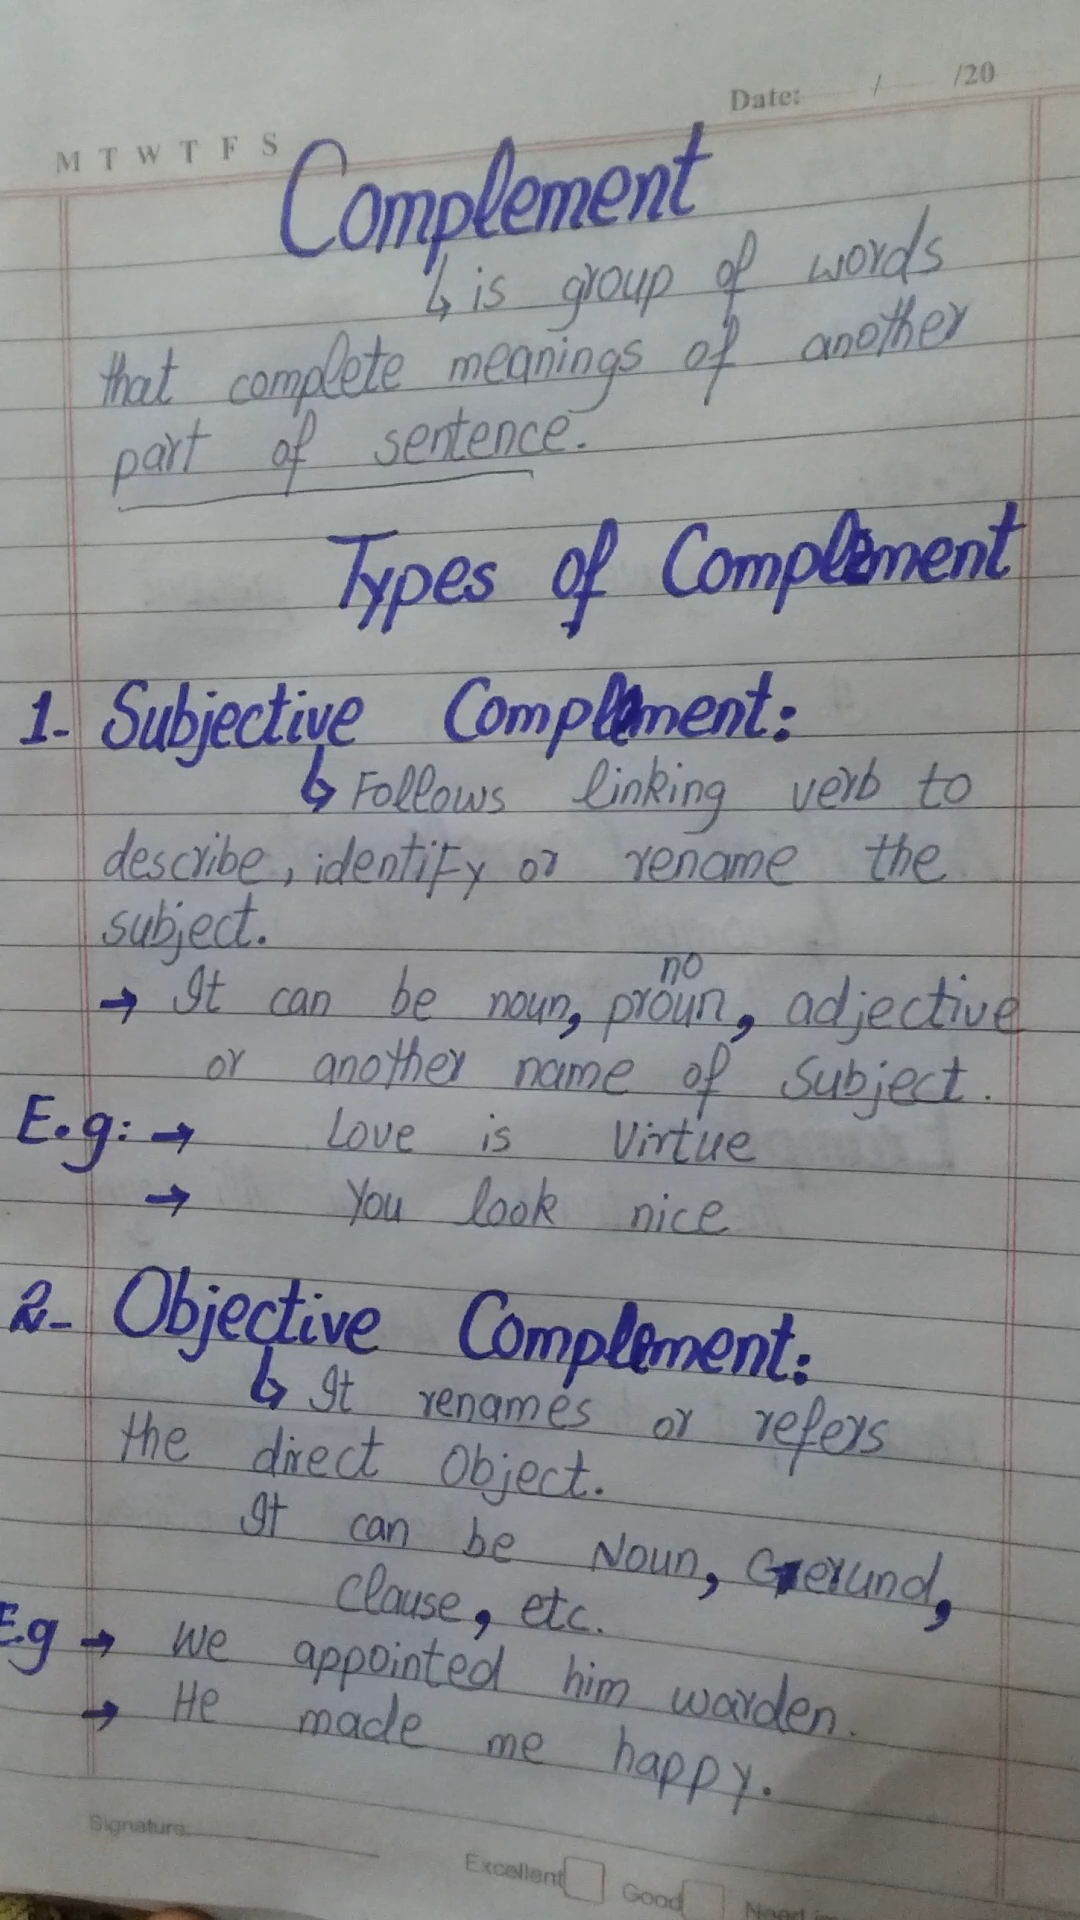 Date: / /20
M T W T F S
Complement
↳ is group of words
that complete meanings of another
part of sentence.
Types of Complement
1- Subjective Complement:
↳ Follows linking verb to
describe, identify or rename the
subject.
no
→ It can be noun, proun, adjective
or another name of Subject.
E.g: → Love is Virtue
→ You look nice
2- Objective Complement:
↳ It renames or refers
the direct Object.
It can be Noun, Gerund,
Clause, etc.
E.g → We appointed him warden.
→ He made me happy.
Signature
Excellent Good Need